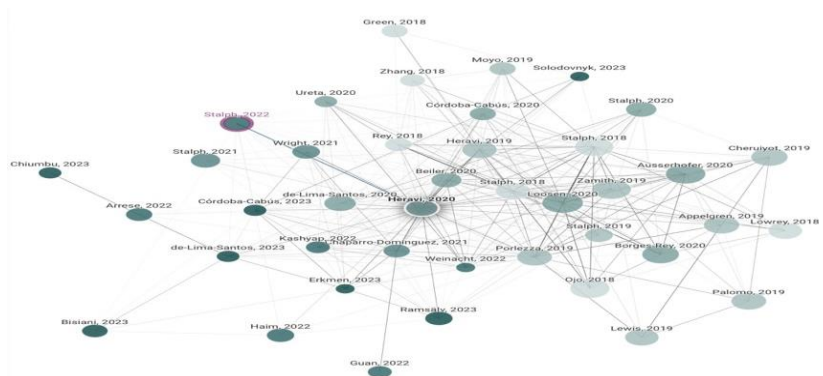 Green, 2018
Moyo, 2019
Zhang, 2018
Solodovnyk, 2023
Ureta, 2020
Córdoba-Cabús, 2020
Stalph, 2020
Stalph, 2022
Rey, 2018
Heravi, 2019
Stalph, 2018
Wright, 2021
Cheruiyot, 2019
Stalph, 2021
Chiumbu, 2023
Beiler, 2020
Ausserhofer, 2020
Stalph, 2018
Zamith, 2019
de-Lima-Santos, 2020
Heravi, 2020
Loosen, 2020
Córdoba-Cabús, 2023
Arrese, 2022
Appelgren, 2019
Lowrey, 2018
Stalph, 2019
Kashyap, 2022
Chaparro-Domínguez, 2021
de-Lima-Santos, 2023
Porlezza, 2019
Borges-Rey, 2020
Weinacht, 2022
Erkmen, 2023
Ojo, 2018
Palomo, 2019
Ramsälv, 2023
Bisiani, 2023
Haim, 2022
Lewis, 2019
Guan, 2022